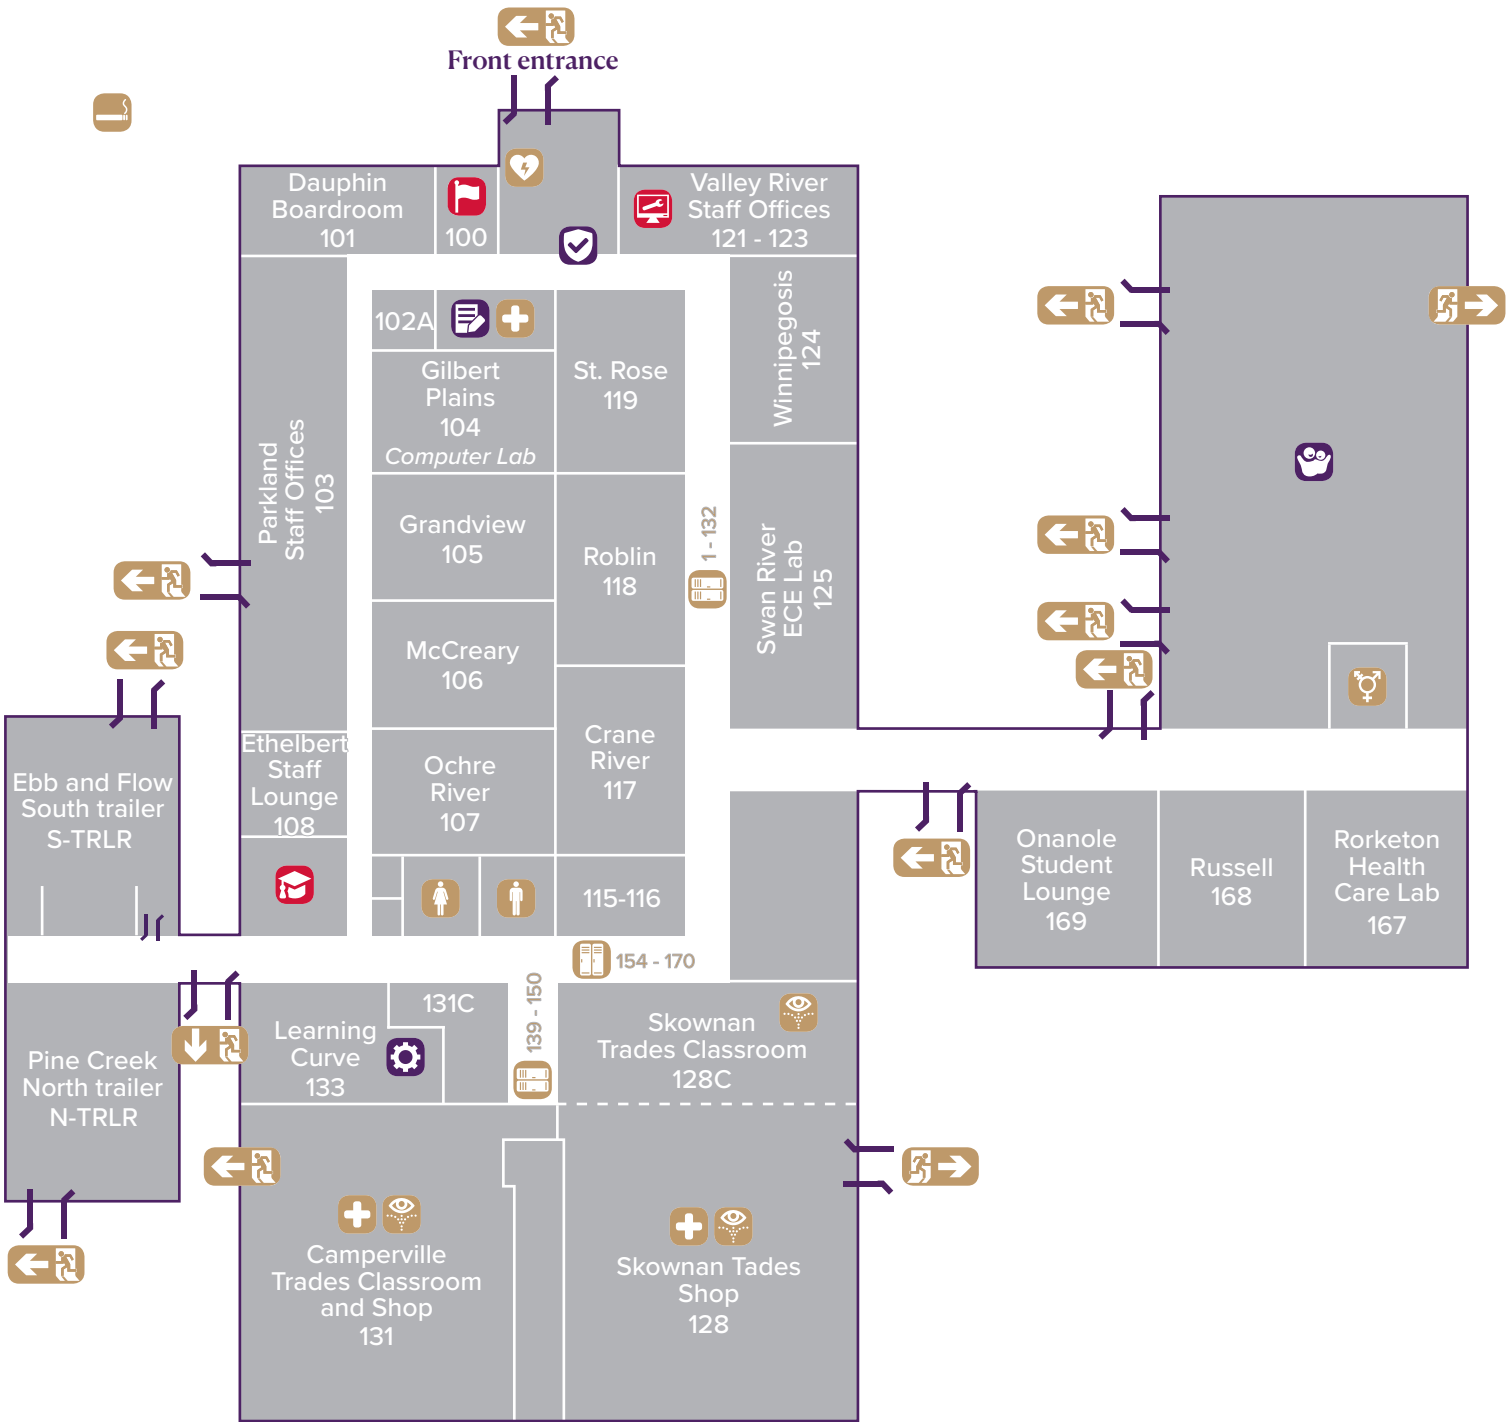 Front entrance
Dauphin
Boardroom
101
100
Valley River
Staff Offices
121 - 123
102A
Gilbert
Plains
104
Computer Lab
St. Rose
119
Winnipegosis
124
Parkland
Staff Offices
103
Grandview
105
Roblin
118
1 - 132
Swan River
ECE Lab
125
McCreary
106
Ethelbert
Staff
Lounge
108
Ochre
River
107
Crane
River
117
Ebb and Flow
South trailer
S-TRLR
115-116
Onanole
Student
Lounge
169
Russell
168
Rorketon
Health
Care Lab
167
154 - 170
139 - 150
131C
Learning
Curve
133
Skownan
Trades Classroom
128C
Pine Creek
North trailer
N-TRLR
Camperville
Trades Classroom
and Shop
131
Skownan Tades
Shop
128